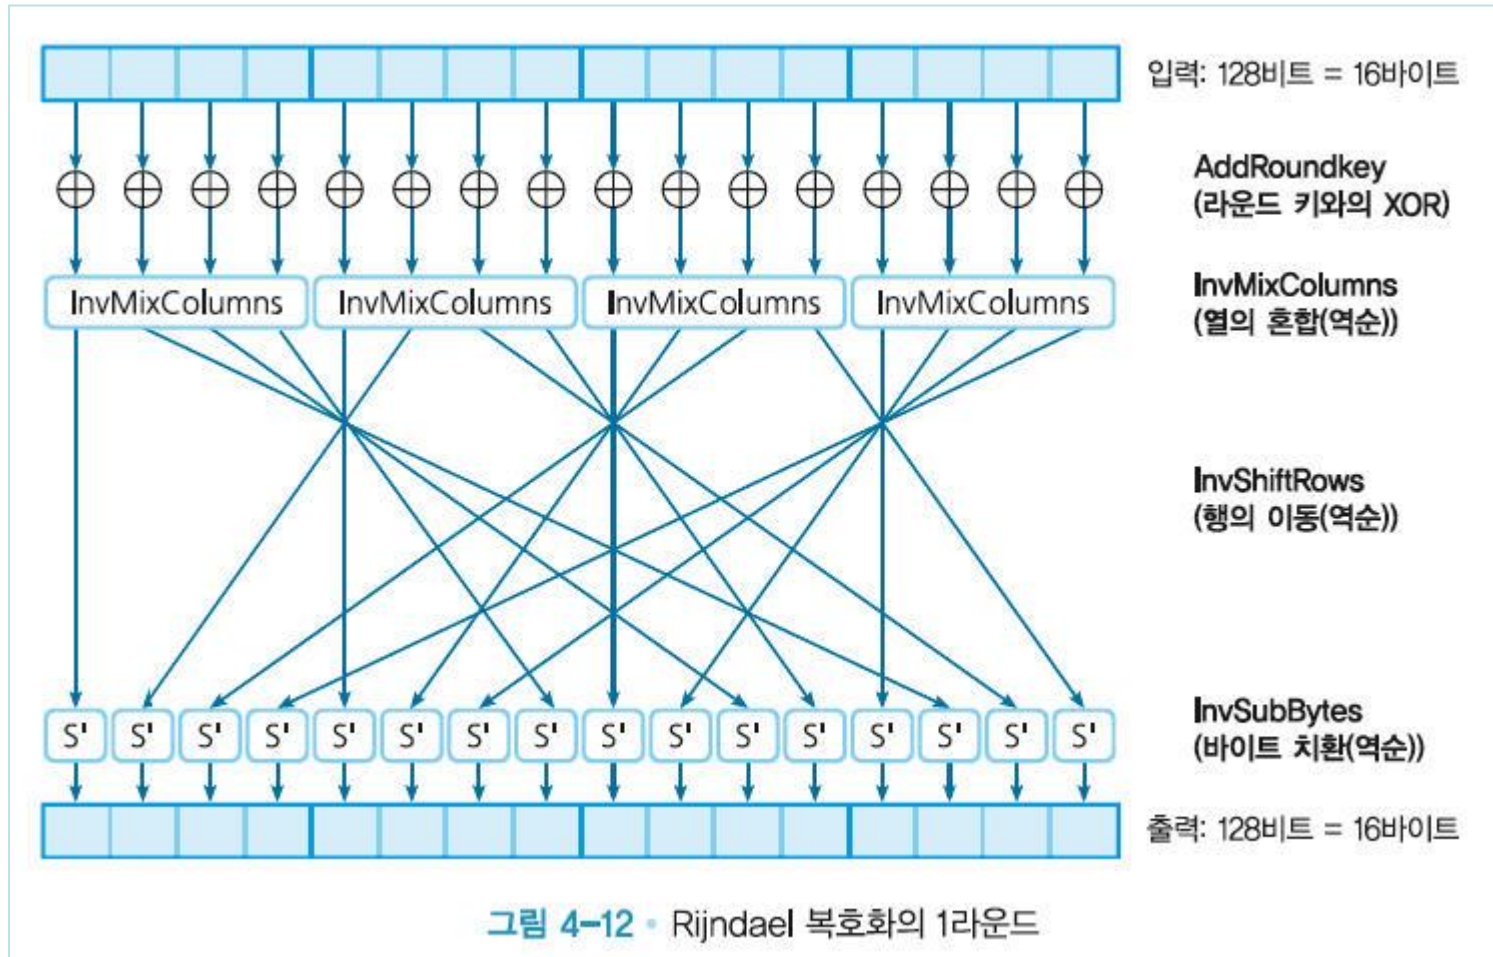 입력: 128비트 = 16바이트
AddRoundkey
(라운드 키와의 XOR)
InvMixColumns InvMixColumns InvMixColumns InvMixColumns
InvMixColumns
(열의 혼합(역순))
InvShiftRows
(행의 이동(역순))
S' S' S' S' S' S' S' S' S' S' S' S' S' S' S' S'
InvSubBytes
(바이트 치환(역순))
출력: 128비트 = 16바이트
그림 4-12 • Rijndael 복호화의 1라운드